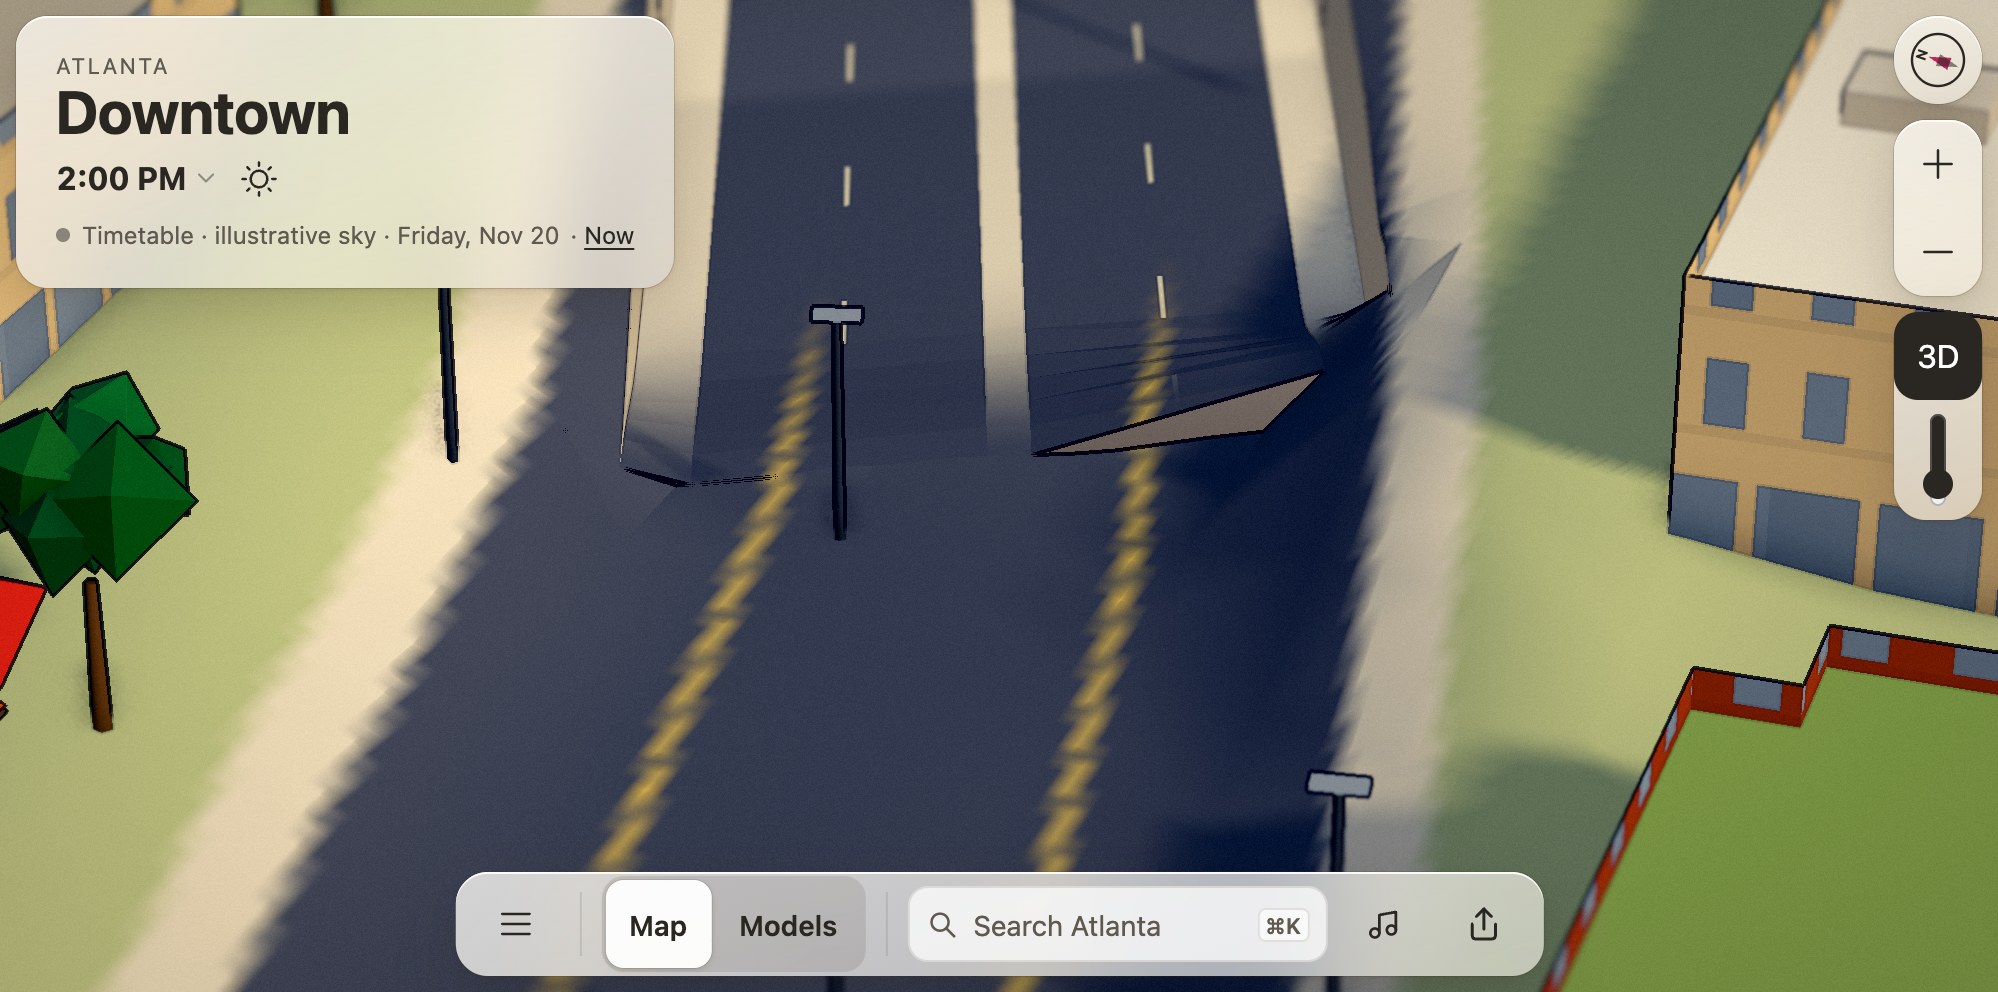 ATLANTA
Downtown
2:00 PM
Timetable · illustrative sky · Friday, Nov 20 · Now
N
3D
Map Models Search Atlanta ⌘K